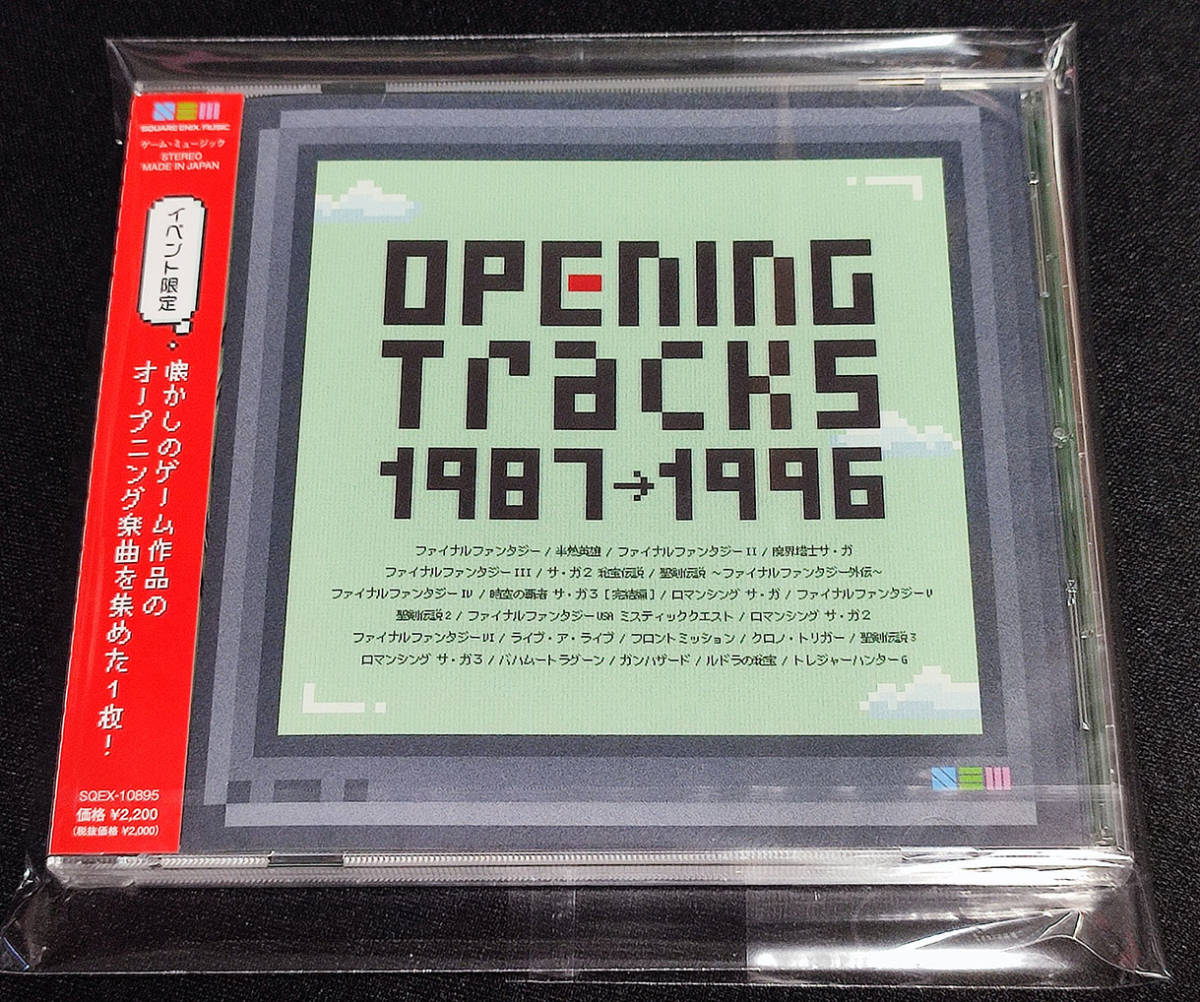 SQUARE ENIX MUSIC
ゲーム・ミュージック
STEREO
MADE IN JAPAN
イベント限定
懐かしのゲーム作品の
オープニング楽曲を集めた1枚!
SQEX-10895
価格 ¥2,200
(税抜価格 ¥2,000)
OPENING
Tracks
1987→1996
ファイナルファンタジー / 半熟英雄 / ファイナルファンタジーII / 魔界塔士サ・ガ
ファイナルファンタジーIII / サ・ガ2 秘宝伝説 / 聖剣伝説 ~ファイナルファンタジー外伝~
ファイナルファンタジーIV / 時空の覇者 サ・ガ3 [完結編] / ロマンシング サ・ガ / ファイナルファンタジーV
聖剣伝説2 / ファイナルファンタジーUSA ミスティッククエスト / ロマンシング サ・ガ2
ファイナルファンタジーVI / ライブ・ア・ライブ / フロントミッション / クロノ・トリガー / 聖剣伝説3
ロマンシング サ・ガ3 / バハムートラグーン / ガンハザード / ルドラの秘宝 / トレジャーハンターG
SEM